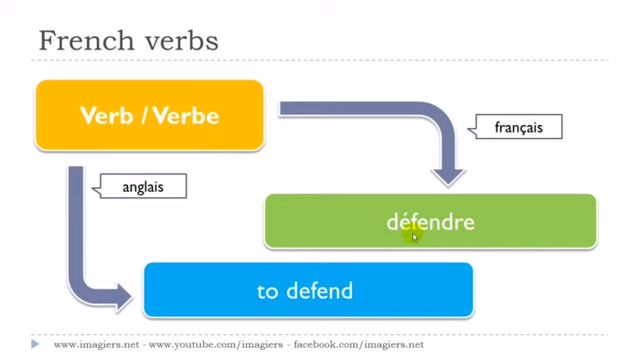 French verbs
Verb / Verbe
français
anglais
défendre
to defend
www.imagiers.net - www.youtube.com/imagiers - facebook.com/imagiers.net